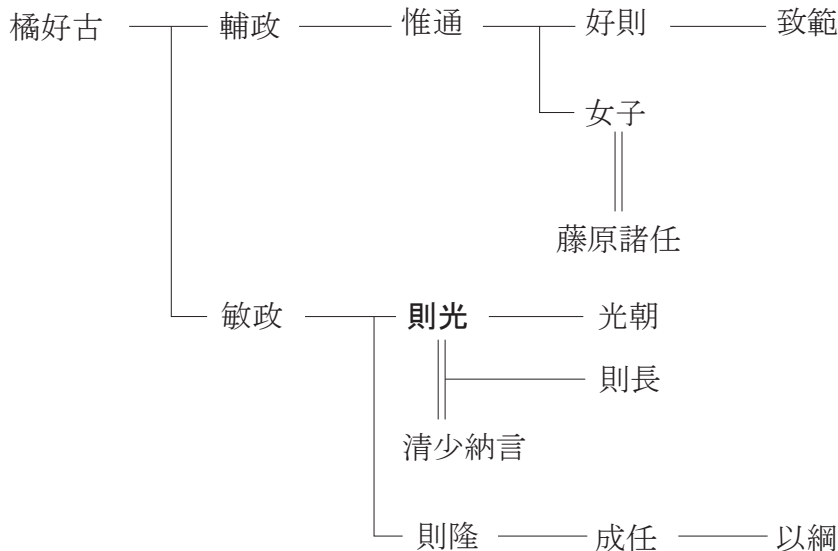 橘好古 輔政 惟通 好則 致範
女子
藤原諸任
敏政 則光 光朝
則長
清少納言
則隆 成任 以綱